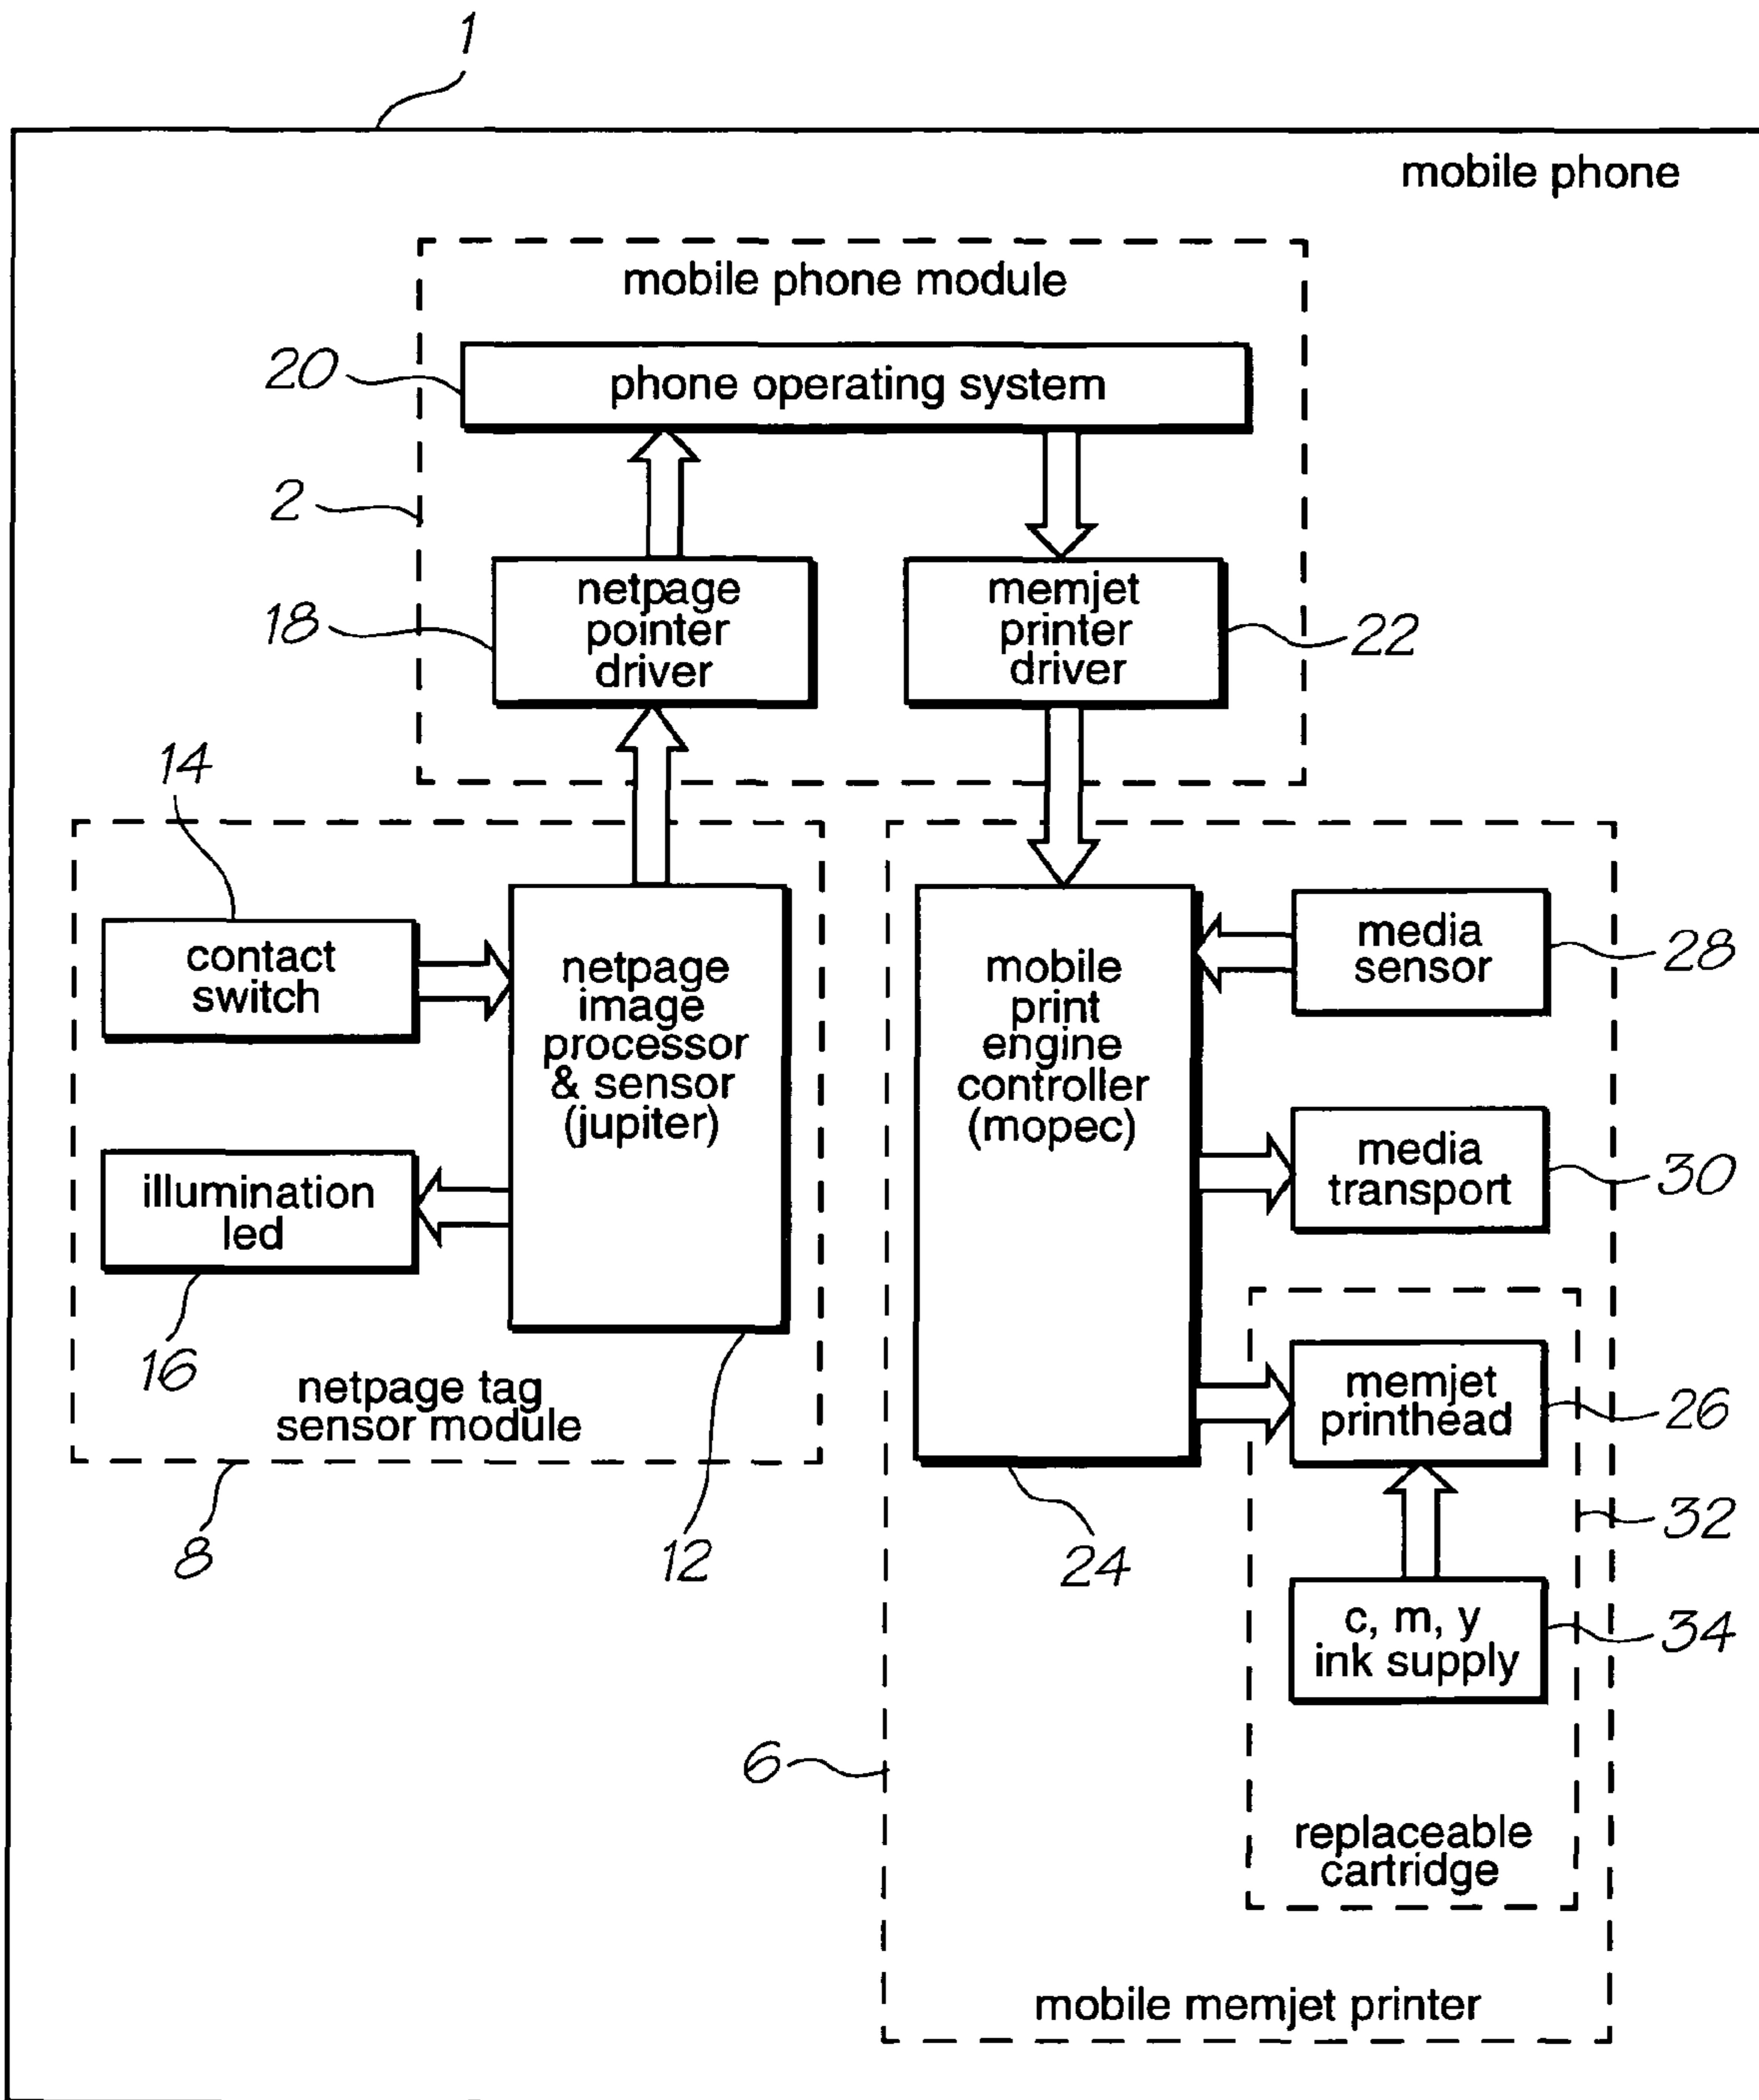 1
mobile phone
mobile phone module
20
phone operating system
2
18
netpage
pointer
driver
memjet
printer
driver
22
14
contact
switch
netpage
image
processor
& sensor
(jupiter)
illumination
led
16
netpage tag
sensor module
8
12
mobile
print
engine
controller
(mopec)
24
media
sensor
28
media
transport
30
memjet
printhead
26
32
c, m, y
ink supply
34
6
replaceable
cartridge
mobile memjet printer